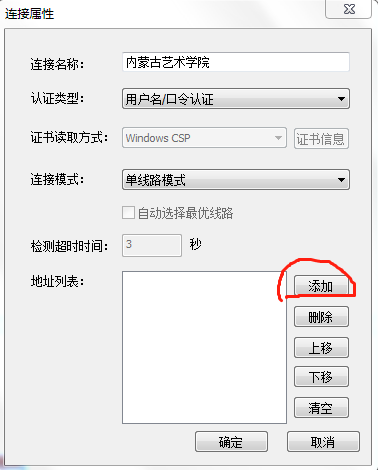 连接属性
连接名称： 内蒙古艺术学院
认证类型： 用户名/口令认证
证书读取方式： Windows CSP 证书信息
连接模式： 单线路模式
自动选择最优线路
检测超时时间： 3 秒
地址列表： 添加
删除
上移
下移
清空
确定 取消